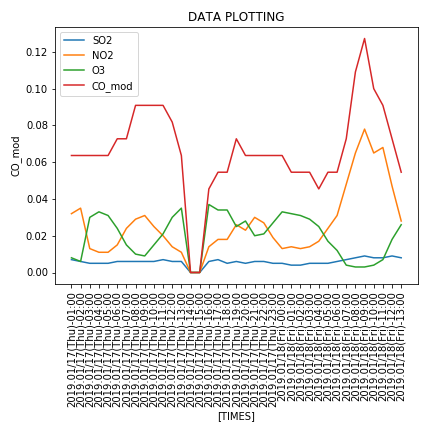 DATA PLOTTING
SO2
NO2
O3
CO_mod
CO_mod
0.12
0.10
0.08
0.06
0.04
0.02
0.00
2019.01/17(Thu)-01:00
2019.01/17(Thu)-02:00
2019.01/17(Thu)-03:00
2019.01/17(Thu)-04:00
2019.01/17(Thu)-05:00
2019.01/17(Thu)-06:00
2019.01/17(Thu)-07:00
2019.01/17(Thu)-08:00
2019.01/17(Thu)-09:00
2019.01/17(Thu)-10:00
2019.01/17(Thu)-11:00
2019.01/17(Thu)-12:00
2019.01/17(Thu)-13:00
2019.01/17(Thu)-14:00
2019.01/17(Thu)-15:00
2019.01/17(Thu)-16:00
2019.01/17(Thu)-17:00
2019.01/17(Thu)-18:00
2019.01/17(Thu)-19:00
2019.01/17(Thu)-20:00
2019.01/17(Thu)-21:00
2019.01/17(Thu)-22:00
2019.01/17(Thu)-23:00
2019.01/18(Fri)-00:00
2019.01/18(Fri)-01:00
2019.01/18(Fri)-02:00
2019.01/18(Fri)-03:00
2019.01/18(Fri)-04:00
2019.01/18(Fri)-05:00
2019.01/18(Fri)-06:00
2019.01/18(Fri)-07:00
2019.01/18(Fri)-08:00
2019.01/18(Fri)-09:00
2019.01/18(Fri)-10:00
2019.01/18(Fri)-11:00
2019.01/18(Fri)-12:00
2019.01/18(Fri)-13:00
[TIMES]